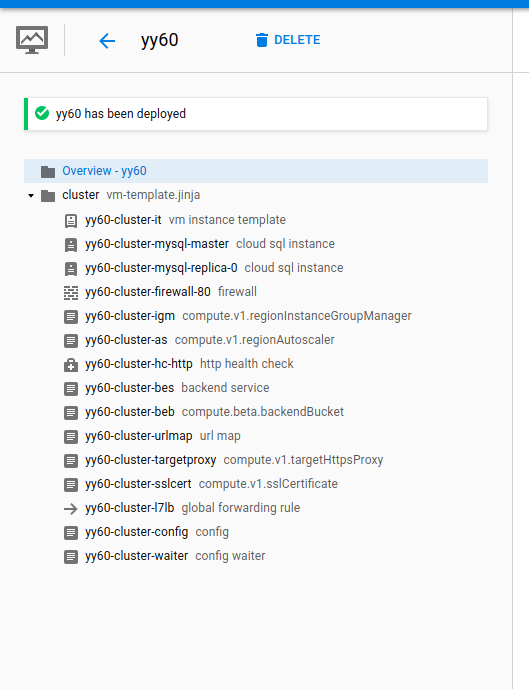 yy60 DELETE
yy60 has been deployed
Overview - yy60
cluster vm-template.jinja
yy60-cluster-it vm instance template
yy60-cluster-mysql-master cloud sql instance
yy60-cluster-mysql-replica-0 cloud sql instance
yy60-cluster-firewall-80 firewall
yy60-cluster-igm compute.v1.regionInstanceGroupManager
yy60-cluster-as compute.v1.regionAutoscaler
yy60-cluster-hc-http http health check
yy60-cluster-bes backend service
yy60-cluster-beb compute.beta.backendBucket
yy60-cluster-urlmap url map
yy60-cluster-targetproxy compute.v1.targetHttpsProxy
yy60-cluster-sslcert compute.v1.sslCertificate
yy60-cluster-l7lb global forwarding rule
yy60-cluster-config config
yy60-cluster-waiter config waiter